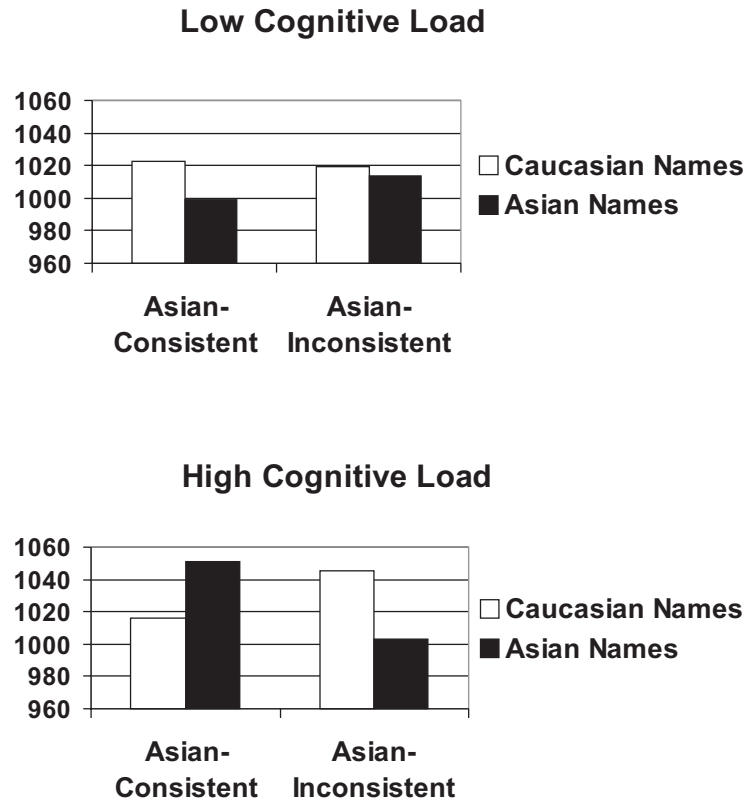 Low Cognitive Load
1060
1040
1020
1000
980
960
Caucasian Names
Asian Names
Asian-
Consistent
Asian-
Inconsistent
High Cognitive Load
1060
1040
1020
1000
980
960
Caucasian Names
Asian Names
Asian-
Consistent
Asian-
Inconsistent